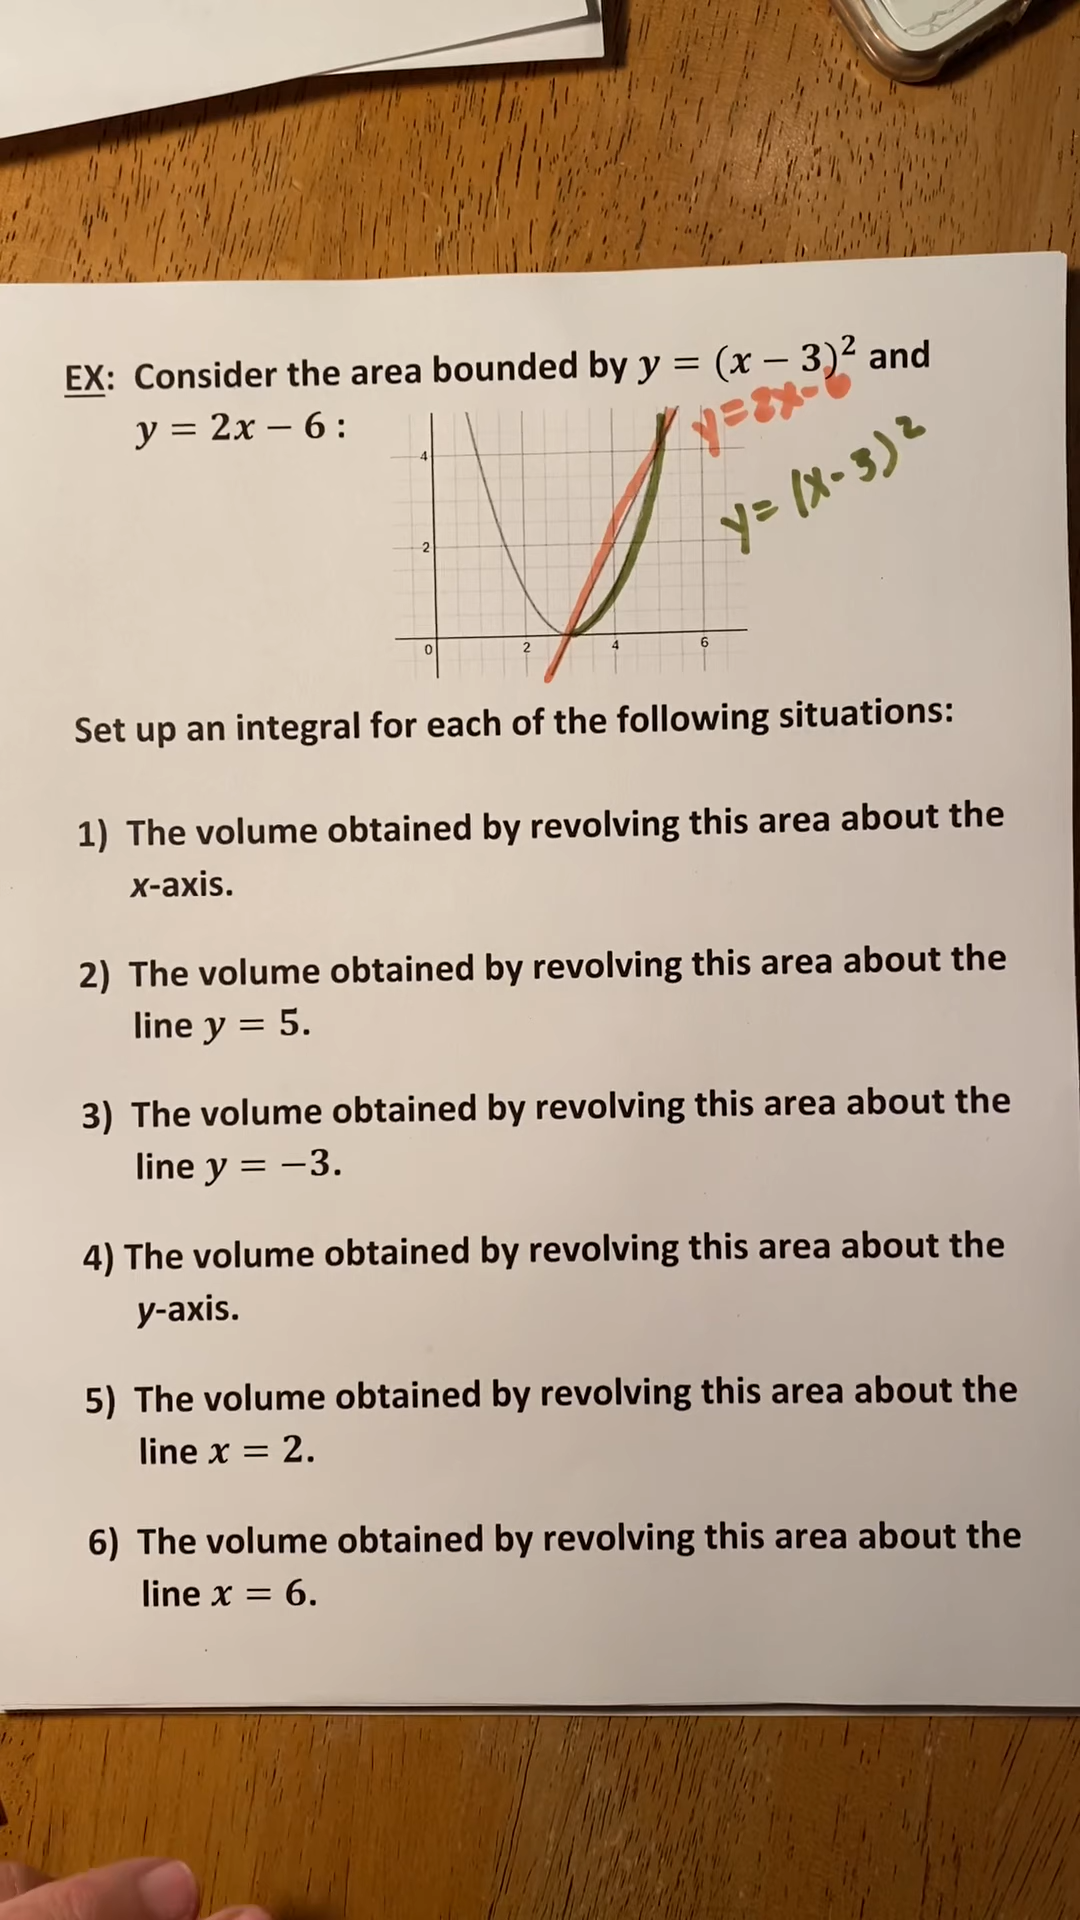 EX: Consider the area bounded by y = (x − 3)² and
y = 2x − 6 :
y=2x-6
y= (x-3)²
4
2
0 2 4 6
Set up an integral for each of the following situations:
1) The volume obtained by revolving this area about the
x-axis.
2) The volume obtained by revolving this area about the
line y = 5.
3) The volume obtained by revolving this area about the
line y = −3.
4) The volume obtained by revolving this area about the
y-axis.
5) The volume obtained by revolving this area about the
line x = 2.
6) The volume obtained by revolving this area about the
line x = 6.